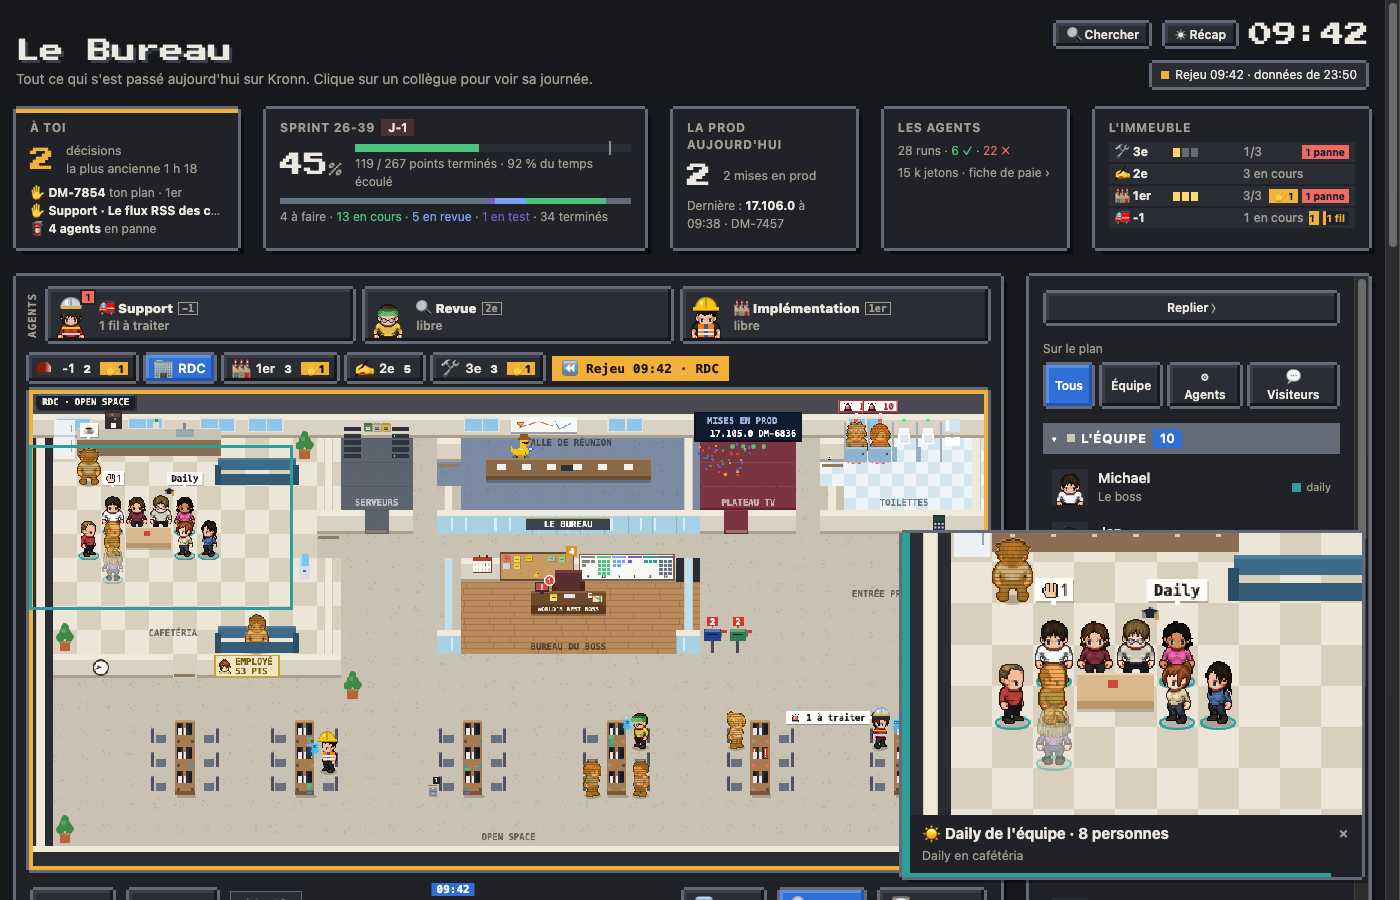 Le Bureau
Tout ce qui s'est passé aujourd'hui sur Kronn. Clique sur un collègue pour voir sa journée.
Chercher
Récap
09:42
Rejeu 09:42 · données de 23:50
À TOI
2 décisions
la plus ancienne 1 h 18
DM-7854 ton plan · 1er
Support · Le flux RSS des c…
4 agents en panne
SPRINT 26-39 J-1
45%
119 / 267 points terminés · 92 % du temps
écoulé
4 à faire · 13 en cours · 5 en revue · 1 en test · 34 terminés
LA PROD
AUJOURD'HUI
2 2 mises en prod
Dernière : 17.106.0 à
09:38 · DM-7457
LES AGENTS
28 runs · 6 ✓ · 22 ✕
15 k jetons · fiche de paie ›
L'IMMEUBLE
3e 1/3 1 panne
2e 3 en cours
1er 3/3 1 1 panne
-1 1 en cours 1 1 fil
AGENTS
1
Support -1
1 fil à traiter
Revue 2e
libre
Implémentation 1er
libre
-1 2 1
RDC
1er 3 1
2e 5
3e 3 1
Rejeu 09:42 · RDC
RDC · OPEN SPACE
10
MISES EN PROD
17.105.0 DM-6836
ALLE DE RÉUNION
1
Daily
SERVEURS
PLATEAU TV
TOILETTES
LE BUREAU
4
WORLD'S BEST BOSS
ENTRÉE PR
CAFÉTÉRIA
BUREAU DU BOSS
2
2
EMPLOYÉ
53 PTS
1 à traiter
OPEN SPACE
09:42
Replier ›
Sur le plan
Tous
Équipe
Agents
Visiteurs
L'ÉQUIPE 10
Michael
Le boss
daily
1
Daily
Daily de l'équipe · 8 personnes
×
Daily en cafétéria